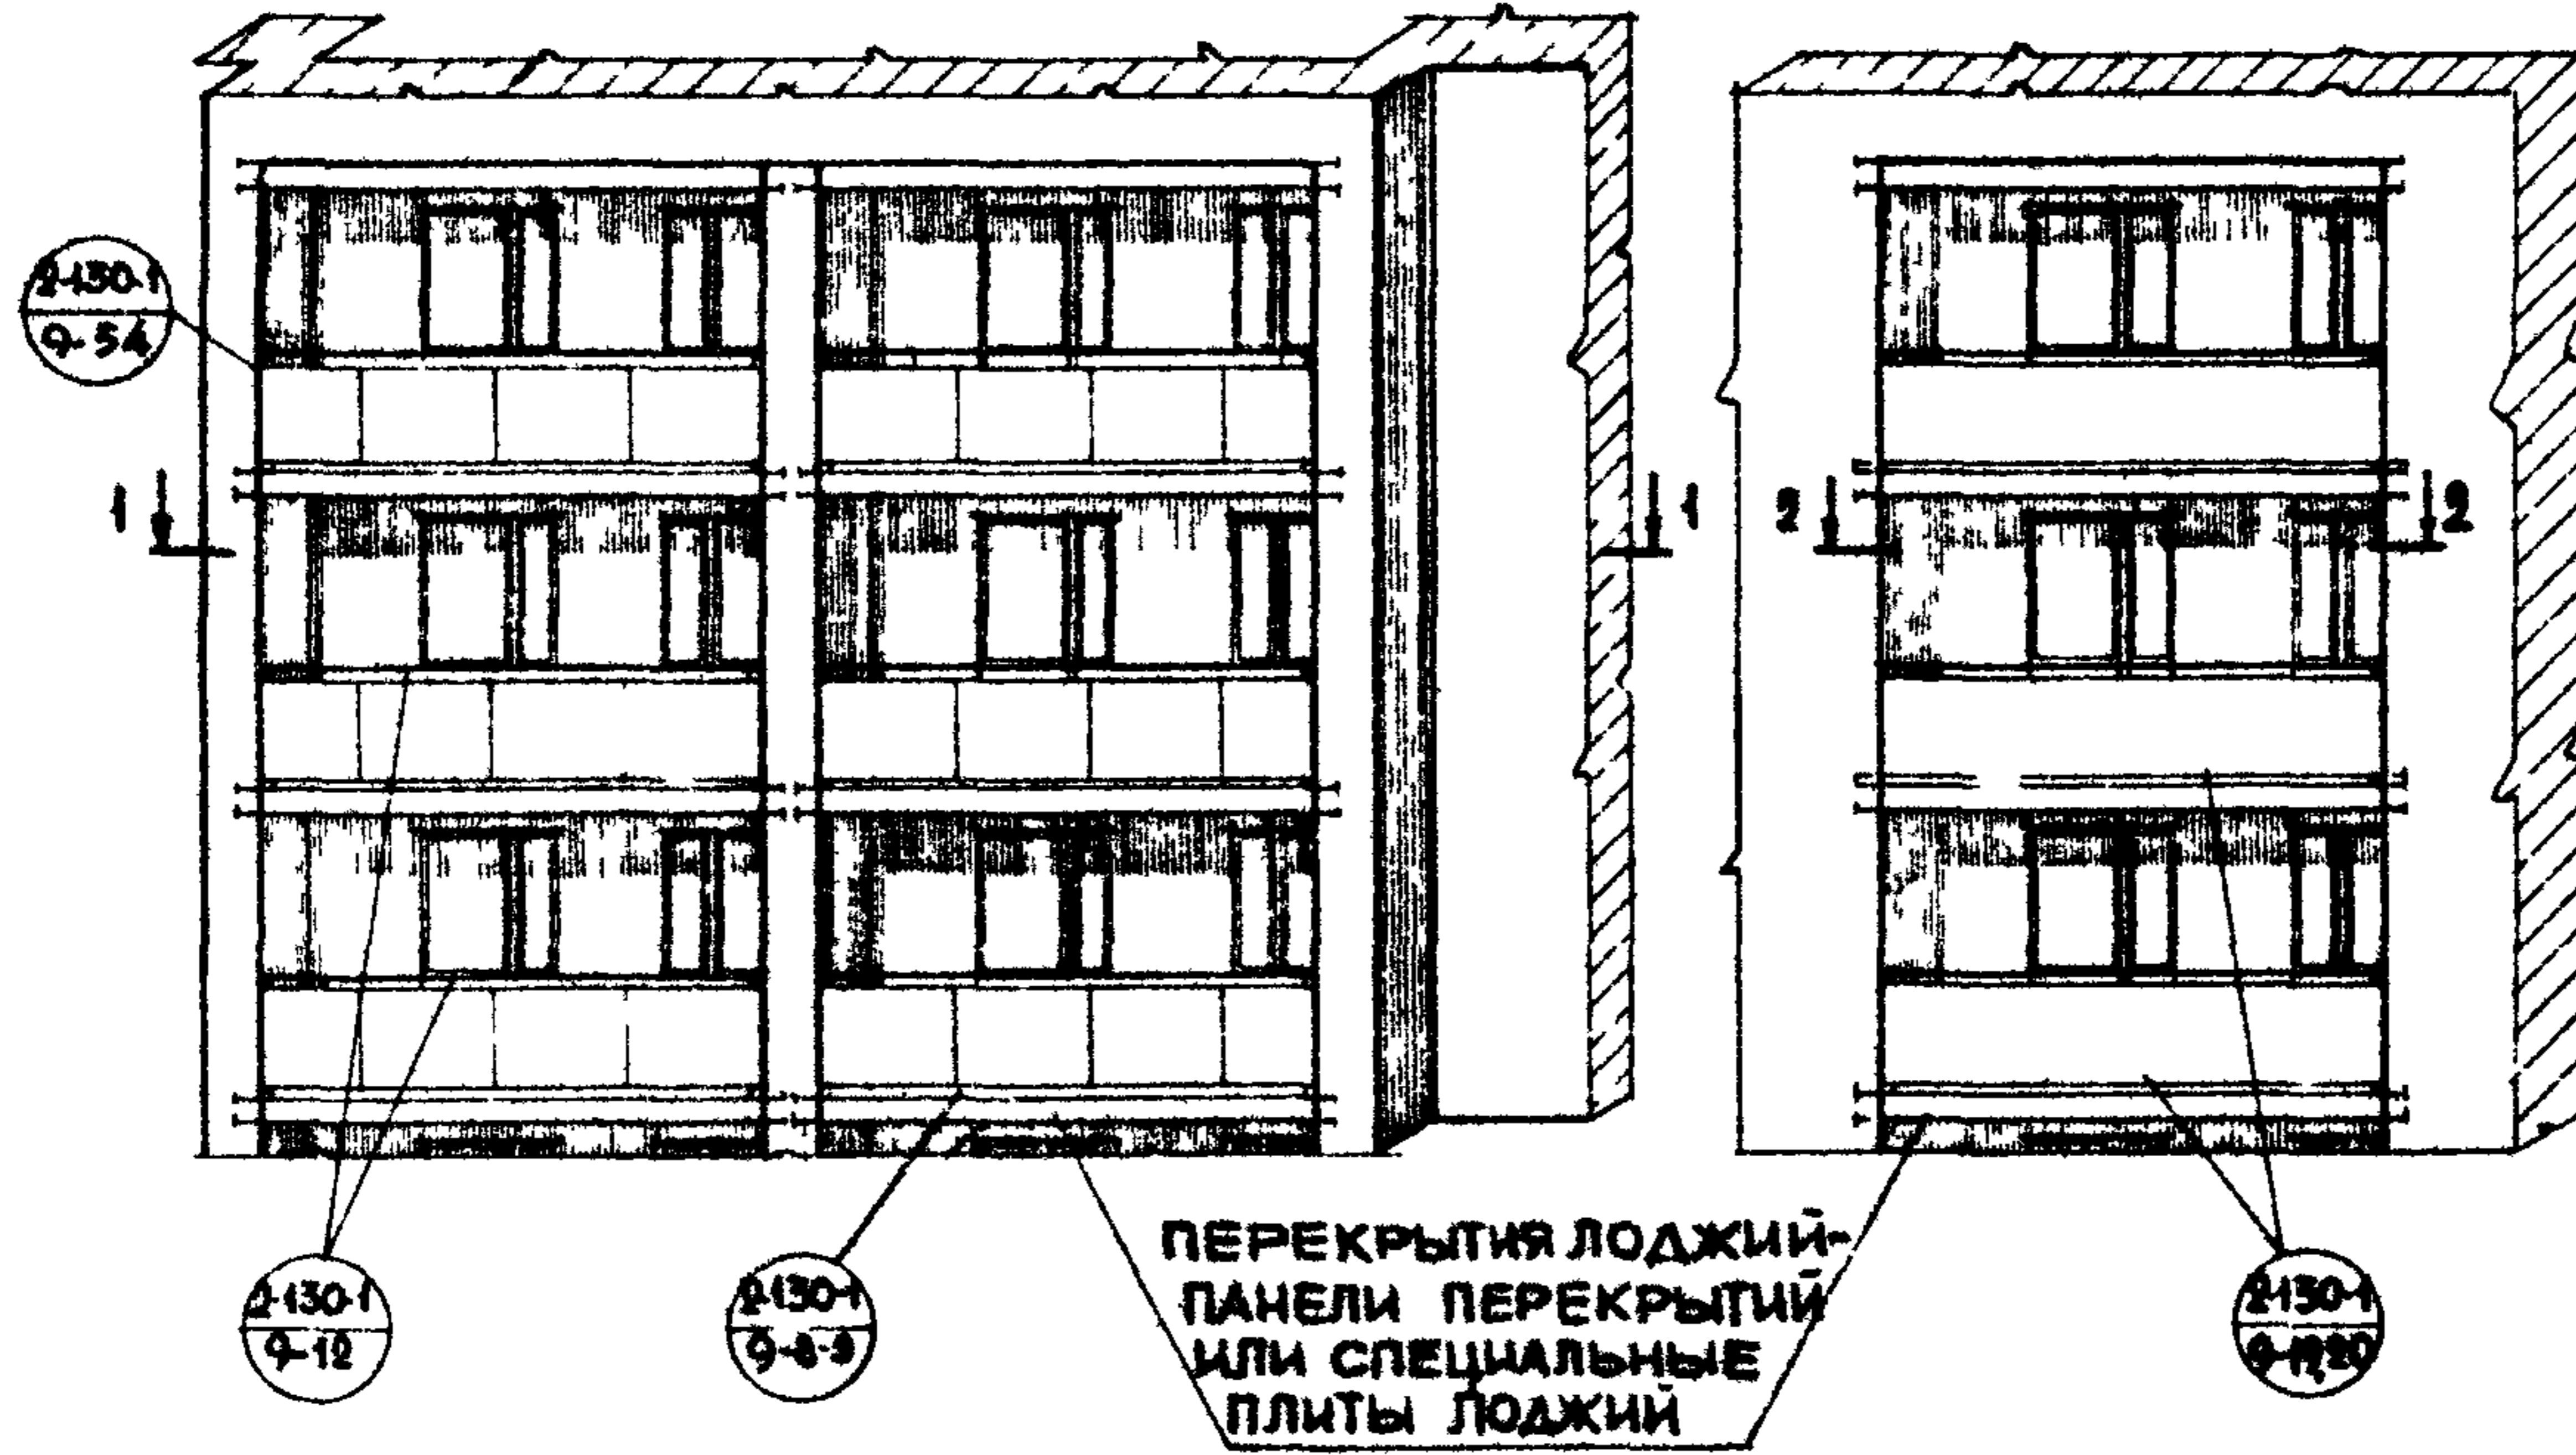 2-130-1
9-54
1
1
2
2
2-130-1
9-12
2-130-1
9-8-9
ПЕРЕКРЫТИЯ ЛОДЖИЙ-
ПАНЕЛИ ПЕРЕКРЫТИЙ
ИЛИ СПЕЦИАЛЬНЫЕ
ПЛИТЫ ЛОДЖИЙ
2-130-1